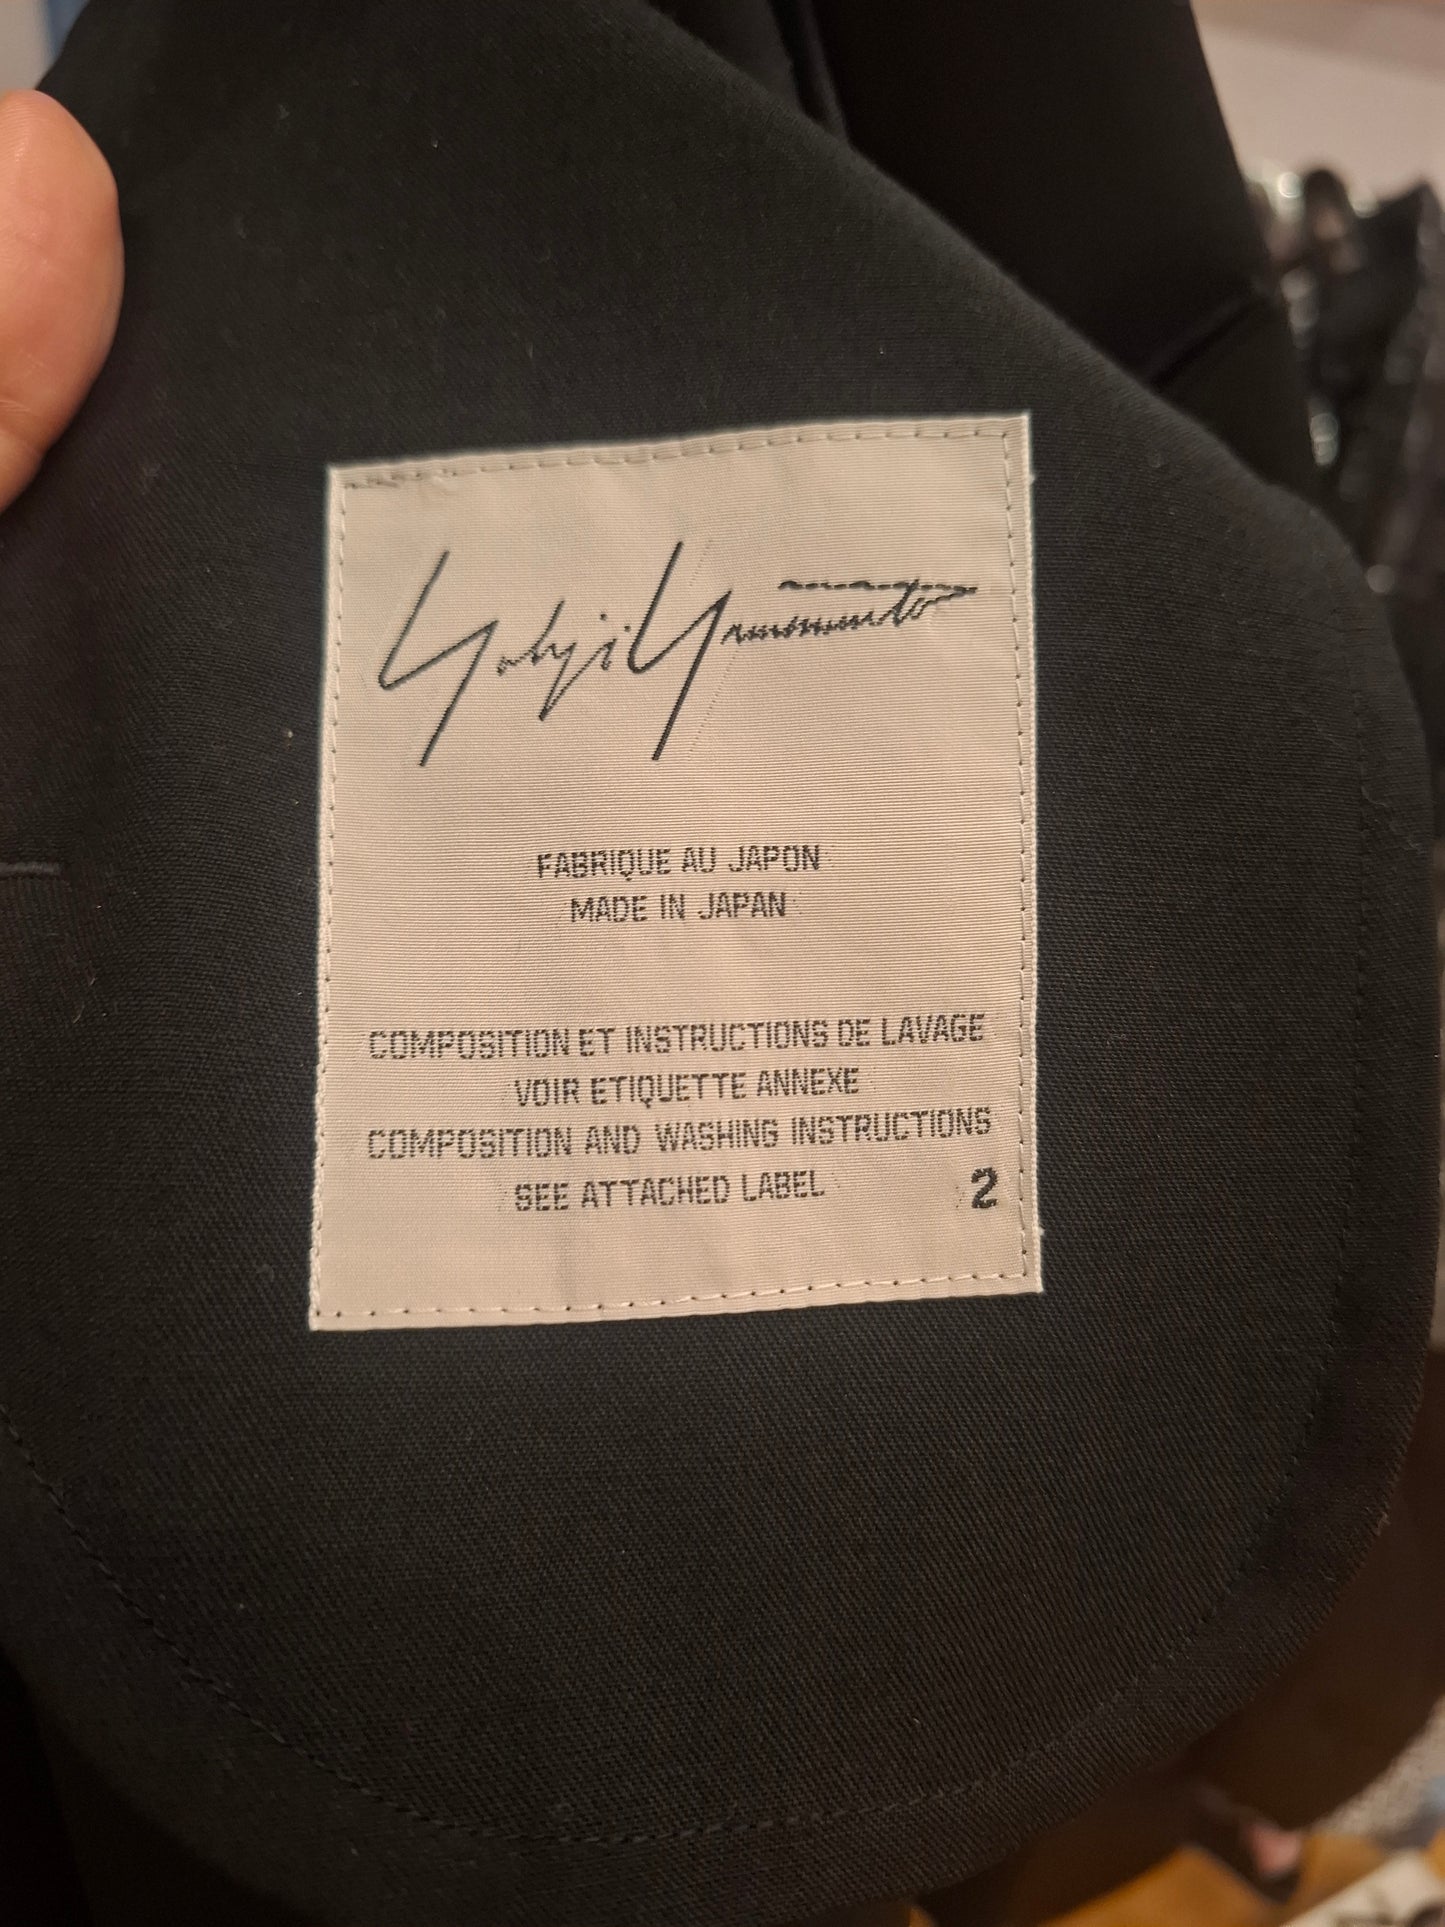 Yohji Yamamoto
FABRIQUE AU JAPON
MADE IN JAPAN
COMPOSITION ET INSTRUCTIONS DE LAVAGE
VOIR ETIQUETTE ANNEXE
COMPOSITION AND WASHING INSTRUCTIONS
SEE ATTACHED LABEL 2